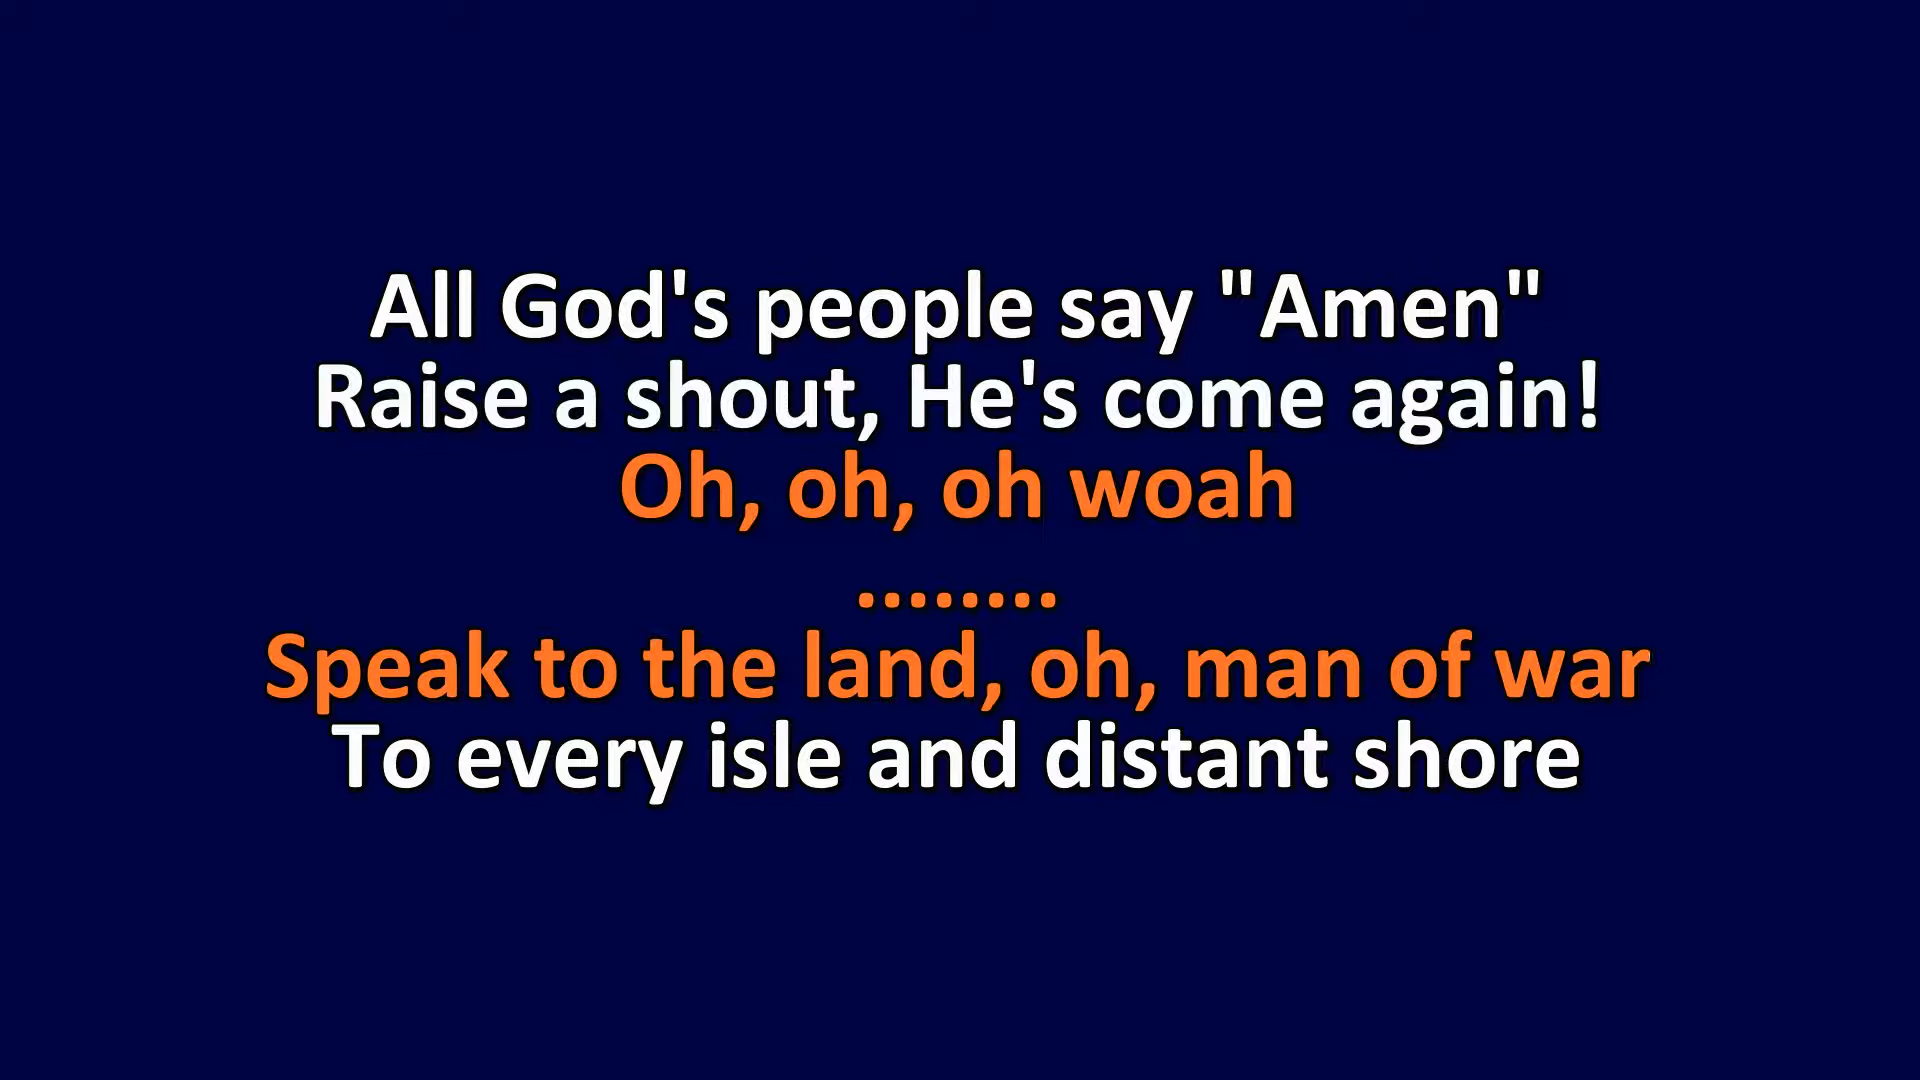 All God's people say "Amen"
Raise a shout, He's come again!
Oh, oh, oh woah
........
Speak to the land, oh, man of war
To every isle and distant shore